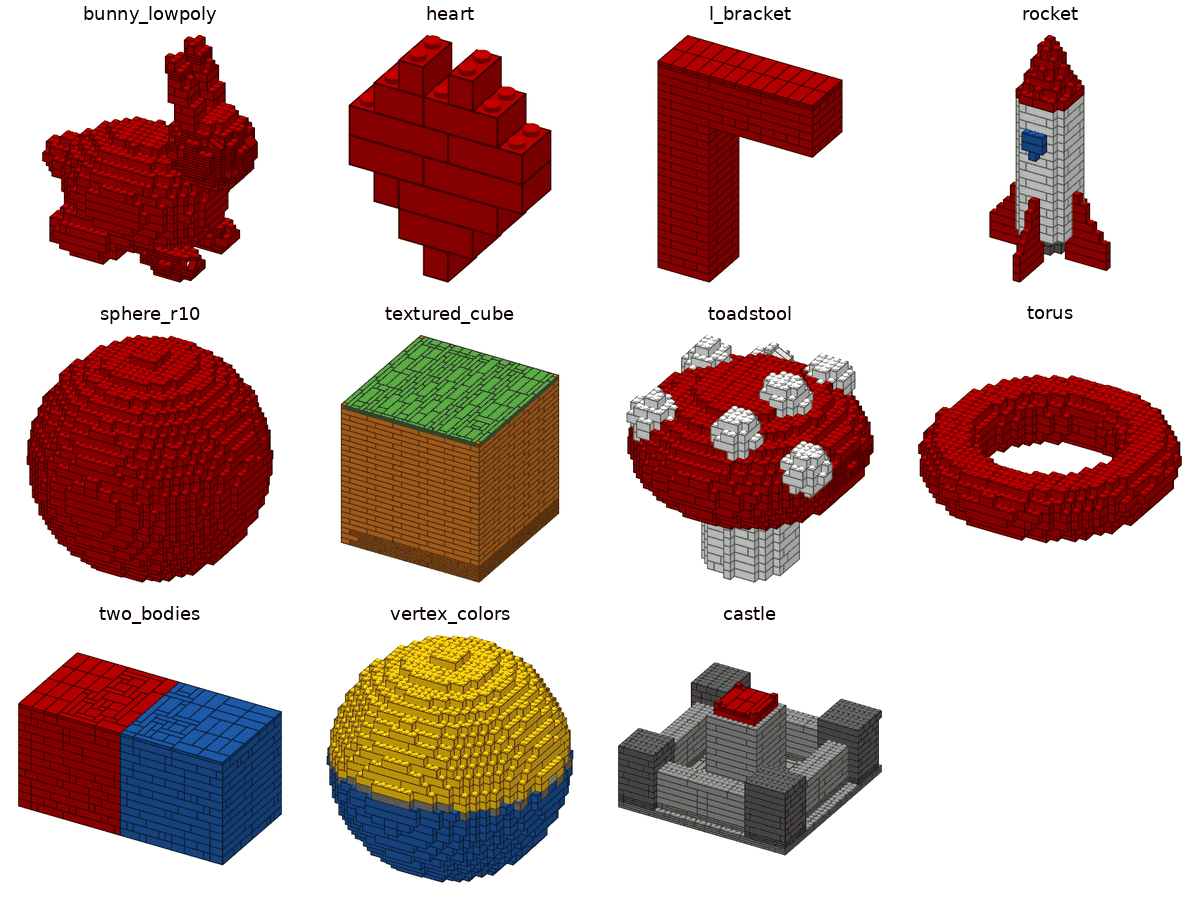 bunny_lowpoly
heart
l_bracket
rocket
sphere_r10
textured_cube
toadstool
torus
two_bodies
vertex_colors
castle